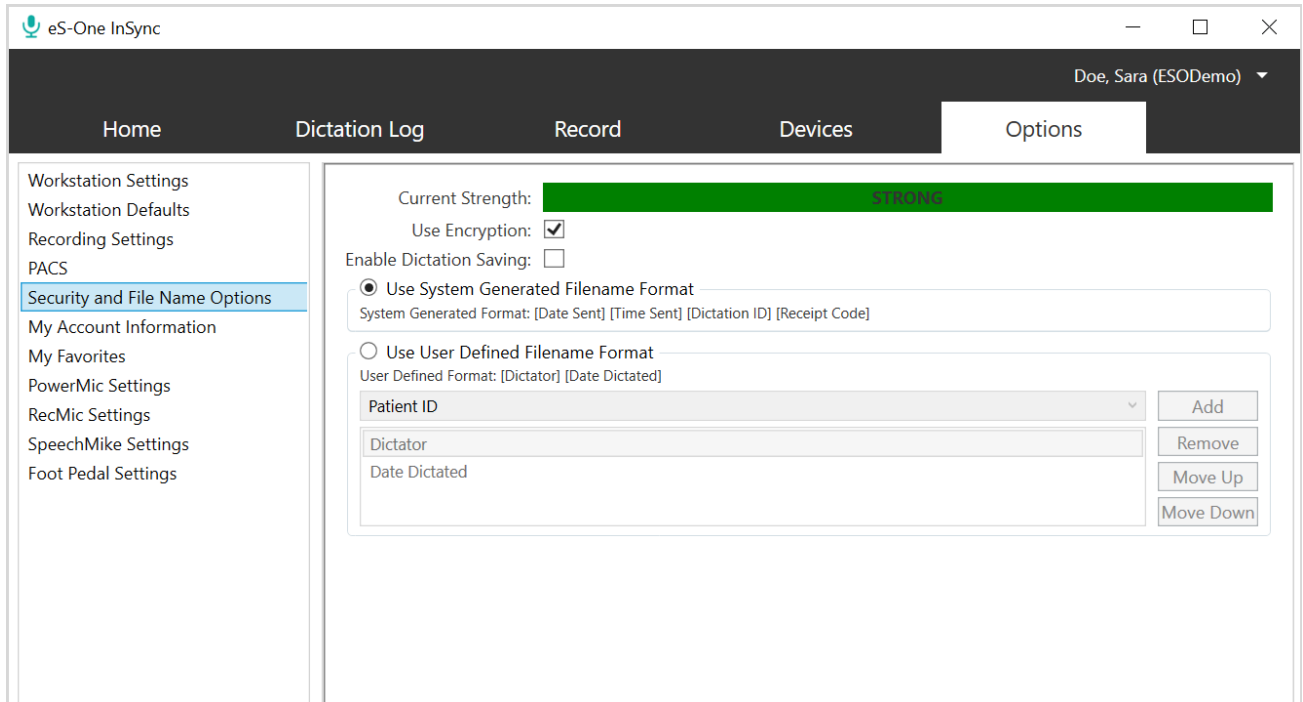 eS-One InSync
Doe, Sara (ESODemo)
Home Dictation Log Record Devices Options
Workstation Settings
Workstation Defaults
Recording Settings
PACS
Security and File Name Options
My Account Information
My Favorites
PowerMic Settings
RecMic Settings
SpeechMike Settings
Foot Pedal Settings
Current Strength: STRONG
Use Encryption:
Enable Dictation Saving:
Use System Generated Filename Format
System Generated Format: [Date Sent] [Time Sent] [Dictation ID] [Receipt Code]
Use User Defined Filename Format
User Defined Format: [Dictator] [Date Dictated]
Patient ID Add
Dictator Remove
Date Dictated Move Up
Move Down